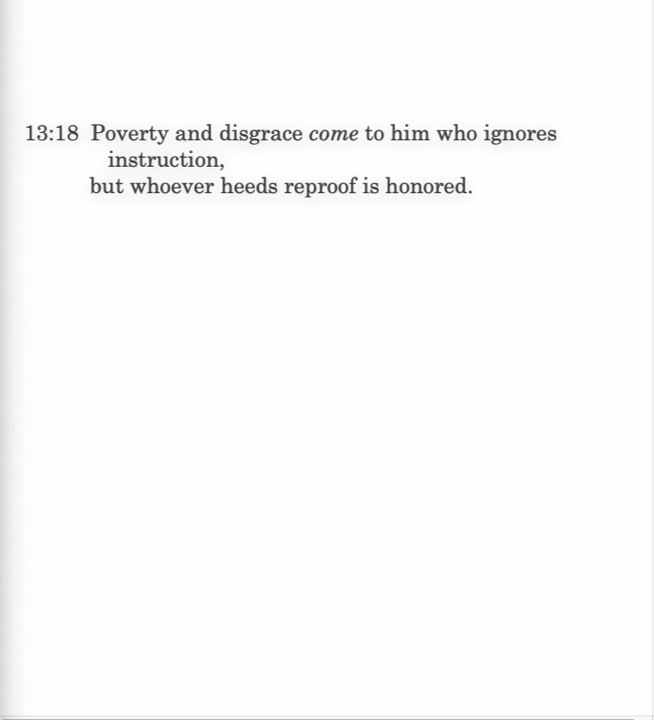 13:18 Poverty and disgrace come to him who ignores
instruction,
but whoever heeds reproof is honored.